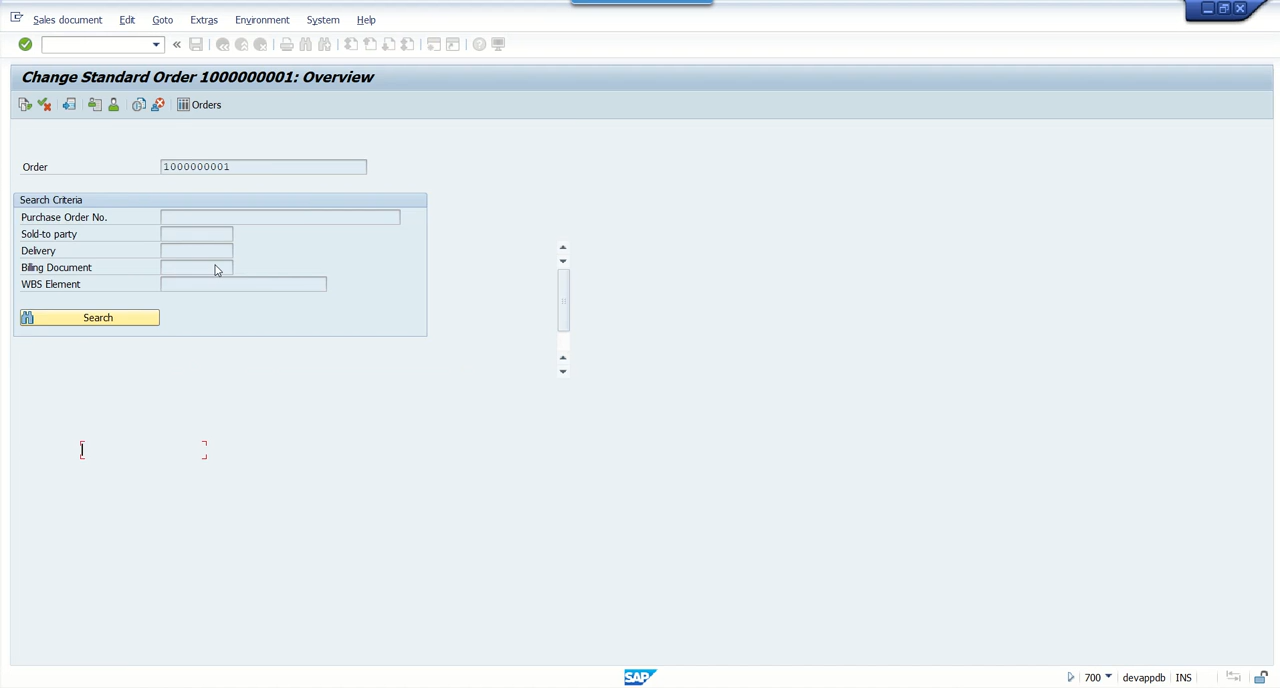 Sales document Edit Goto Extras Environment System Help
Change Standard Order 1000000001: Overview
Orders
Order 1000000001
Search Criteria
Purchase Order No.
Sold-to party
Delivery
Billing Document
WBS Element
Search
SAP 700 devappdb INS